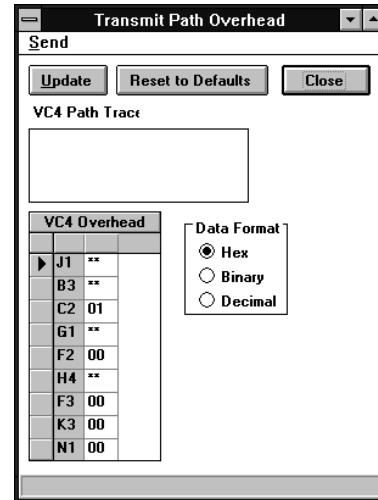 Transmit Path Overhead
Send
Update Reset to Defaults Close
VC4 Path Trace
VC4 Overhead
J1 **
B3 **
C2 01
G1 **
F2 00
H4 **
F3 00
K3 00
N1 00
Data Format
Hex
Binary
Decimal